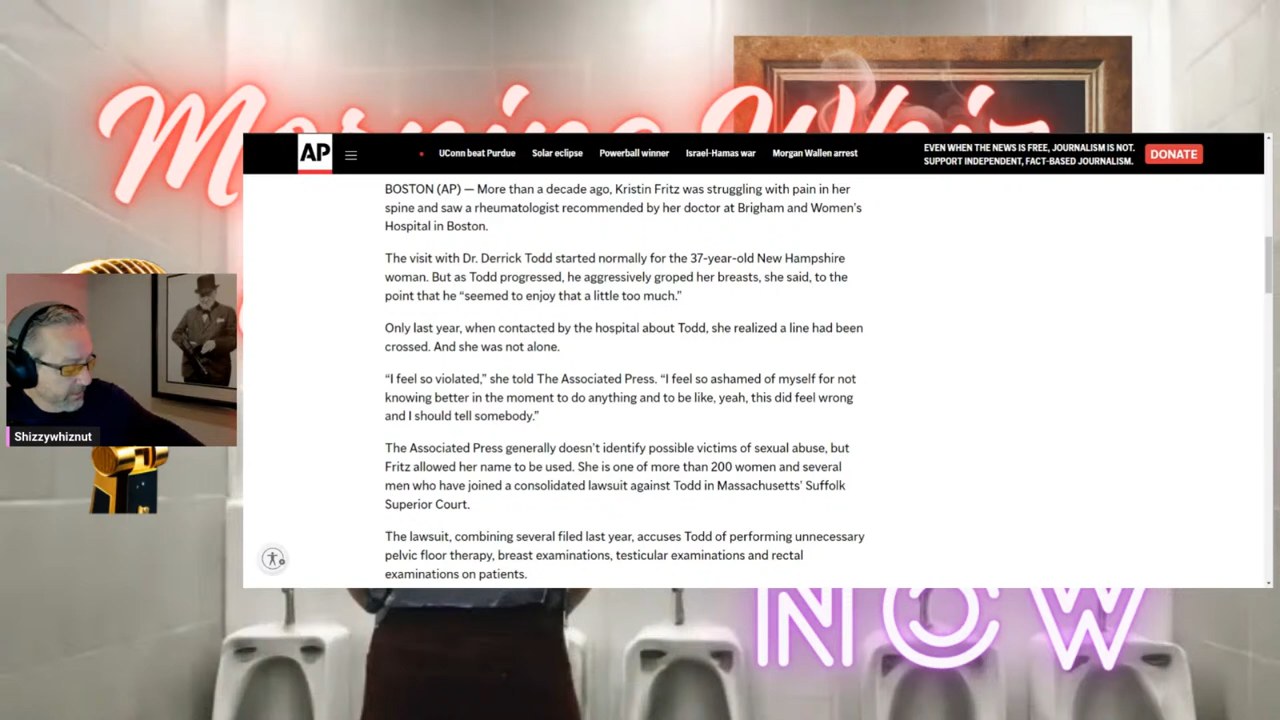 Morning Whiz
AP
UConn beat Purdue
Solar eclipse
Powerball winner
Israel-Hamas war
Morgan Wallen arrest
EVEN WHEN THE NEWS IS FREE, JOURNALISM IS NOT.
SUPPORT INDEPENDENT, FACT-BASED JOURNALISM.
DONATE
BOSTON (AP) — More than a decade ago, Kristin Fritz was struggling with pain in her
spine and saw a rheumatologist recommended by her doctor at Brigham and Women’s
Hospital in Boston.
The visit with Dr. Derrick Todd started normally for the 37-year-old New Hampshire
woman. But as Todd progressed, he aggressively groped her breasts, she said, to the
point that he “seemed to enjoy that a little too much.”
Only last year, when contacted by the hospital about Todd, she realized a line had been
crossed. And she was not alone.
“I feel so violated,” she told The Associated Press. “I feel so ashamed of myself for not
knowing better in the moment to do anything and to be like, yeah, this did feel wrong
and I should tell somebody.”
The Associated Press generally doesn’t identify possible victims of sexual abuse, but
Fritz allowed her name to be used. She is one of more than 200 women and several
men who have joined a consolidated lawsuit against Todd in Massachusetts’ Suffolk
Superior Court.
The lawsuit, combining several filed last year, accuses Todd of performing unnecessary
pelvic floor therapy, breast examinations, testicular examinations and rectal
examinations on patients.
Shizzywhiznut
NOW